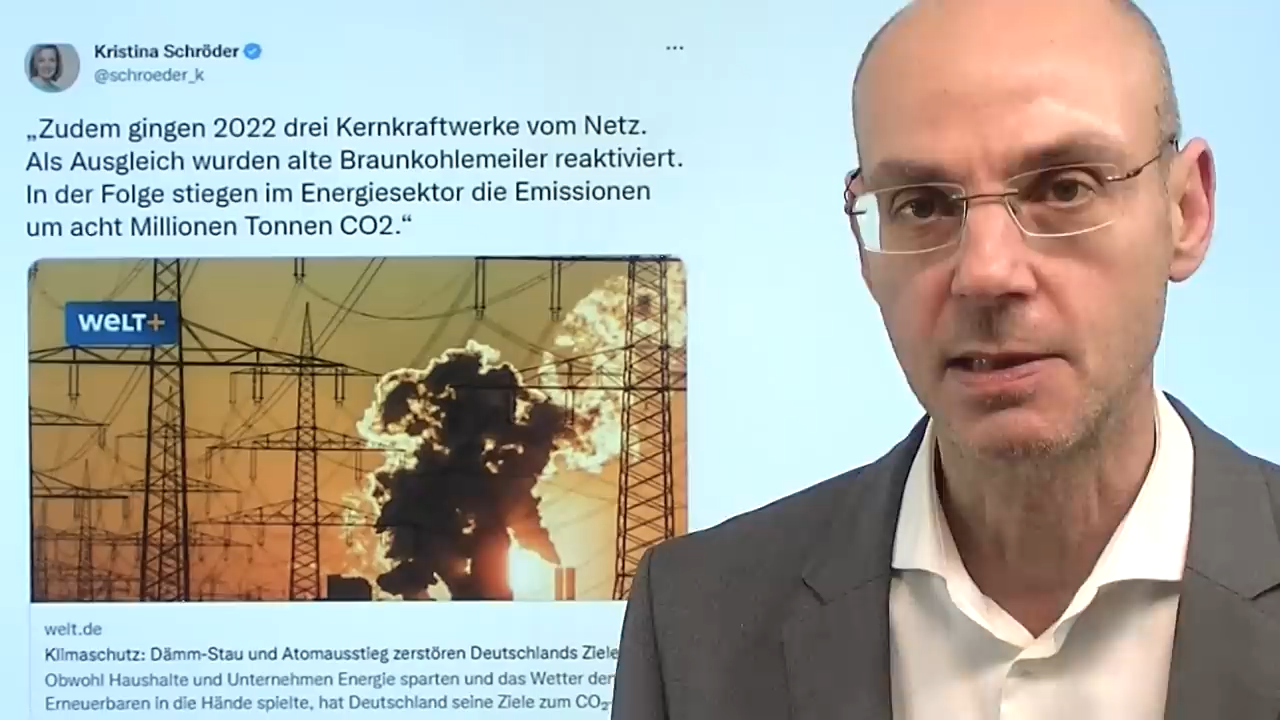 Kristina Schröder
@schroeder_k
„Zudem gingen 2022 drei Kernkraftwerke vom Netz.
Als Ausgleich wurden alte Braunkohlemeiler reaktiviert.
In der Folge stiegen im Energiesektor die Emissionen
um acht Millionen Tonnen CO2.“
WELT+
welt.de
Klimaschutz: Dämm-Stau und Atomausstieg zerstören Deutschlands Ziele
Obwohl Haushalte und Unternehmen Energie sparten und das Wetter den
Erneuerbaren in die Hände spielte, hat Deutschland seine Ziele zum CO₂-